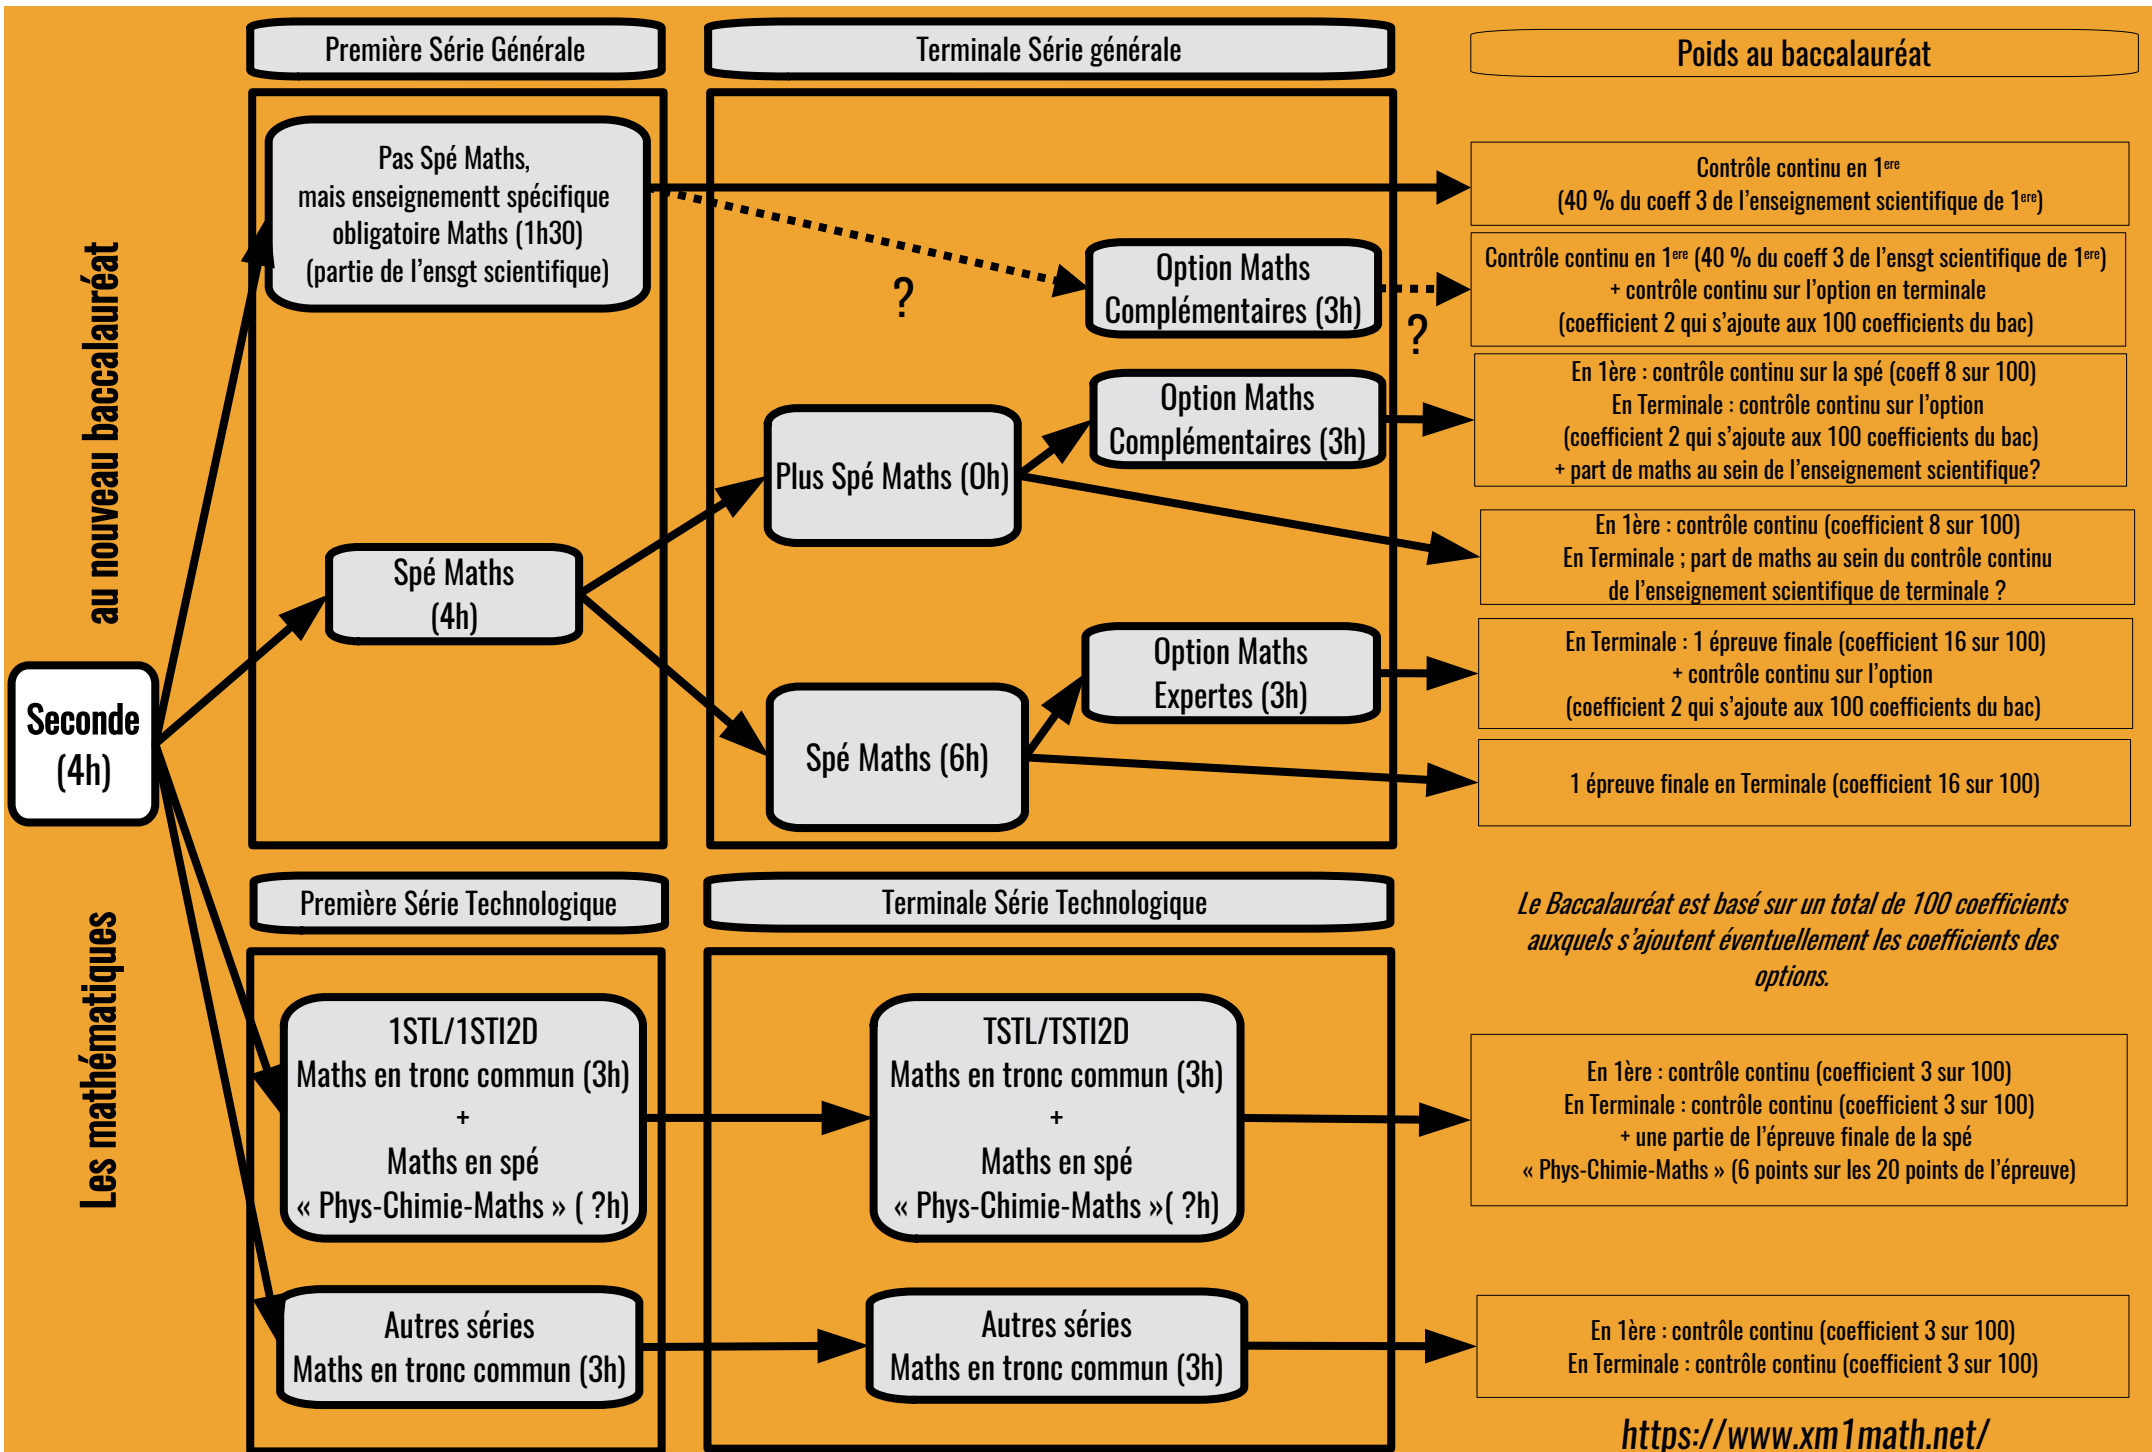 Les mathématiques au nouveau baccalauréat
Seconde
(4h)
Première Série Générale
Terminale Série générale
Poids au baccalauréat
Pas Spé Maths,
mais enseignementt spécifique
obligatoire Maths (1h30)
(partie de l'ensgt scientifique)
?
Option Maths
Complémentaires (3h)
?
Contrôle continu en 1ere
(40 % du coeff 3 de l'enseignement scientifique de 1ere)
Contrôle continu en 1ere (40 % du coeff 3 de l'ensgt scientifique de 1ere)
+ contrôle continu sur l'option en terminale
(coefficient 2 qui s'ajoute aux 100 coefficients du bac)
Spé Maths
(4h)
Plus Spé Maths (0h)
Option Maths
Complémentaires (3h)
En 1ère : contrôle continu sur la spé (coeff 8 sur 100)
En Terminale : contrôle continu sur l'option
(coefficient 2 qui s'ajoute aux 100 coefficients du bac)
+ part de maths au sein de l'enseignement scientifique?
En 1ère : contrôle continu (coefficient 8 sur 100)
En Terminale ; part de maths au sein du contrôle continu
de l'enseignement scientifique de terminale ?
Spé Maths (6h)
Option Maths
Expertes (3h)
En Terminale : 1 épreuve finale (coefficient 16 sur 100)
+ contrôle continu sur l'option
(coefficient 2 qui s'ajoute aux 100 coefficients du bac)
1 épreuve finale en Terminale (coefficient 16 sur 100)
Première Série Technologique
Terminale Série Technologique
Le Baccalauréat est basé sur un total de 100 coefficients
auxquels s'ajoutent éventuellement les coefficients des
options.
1STL/1STI2D
Maths en tronc commun (3h)
+
Maths en spé
« Phys-Chimie-Maths » ( ?h)
TSTL/TSTI2D
Maths en tronc commun (3h)
+
Maths en spé
« Phys-Chimie-Maths »( ?h)
En 1ère : contrôle continu (coefficient 3 sur 100)
En Terminale : contrôle continu (coefficient 3 sur 100)
+ une partie de l'épreuve finale de la spé
« Phys-Chimie-Maths » (6 points sur les 20 points de l'épreuve)
Autres séries
Maths en tronc commun (3h)
Autres séries
Maths en tronc commun (3h)
En 1ère : contrôle continu (coefficient 3 sur 100)
En Terminale : contrôle continu (coefficient 3 sur 100)
https://www.xm1math.net/